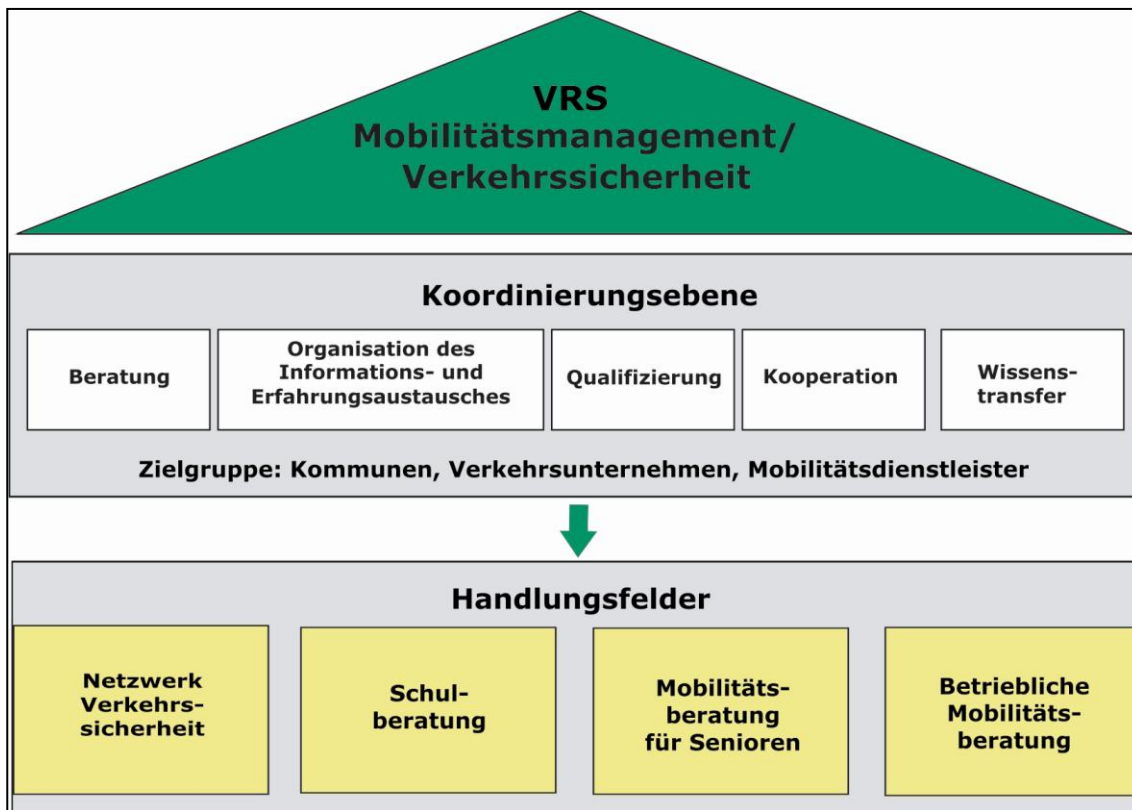 VRS
Mobilitätsmanagement/
Verkehrssicherheit
Koordinierungsebene
Beratung
Organisation des
Informations- und
Erfahrungsaustausches
Qualifizierung
Kooperation
Wissens-
transfer
Zielgruppe: Kommunen, Verkehrsunternehmen, Mobilitätsdienstleister
Handlungsfelder
Netzwerk
Verkehrs-
sicherheit
Schul-
beratung
Mobilitäts-
beratung
für Senioren
Betriebliche
Mobilitäts-
beratung